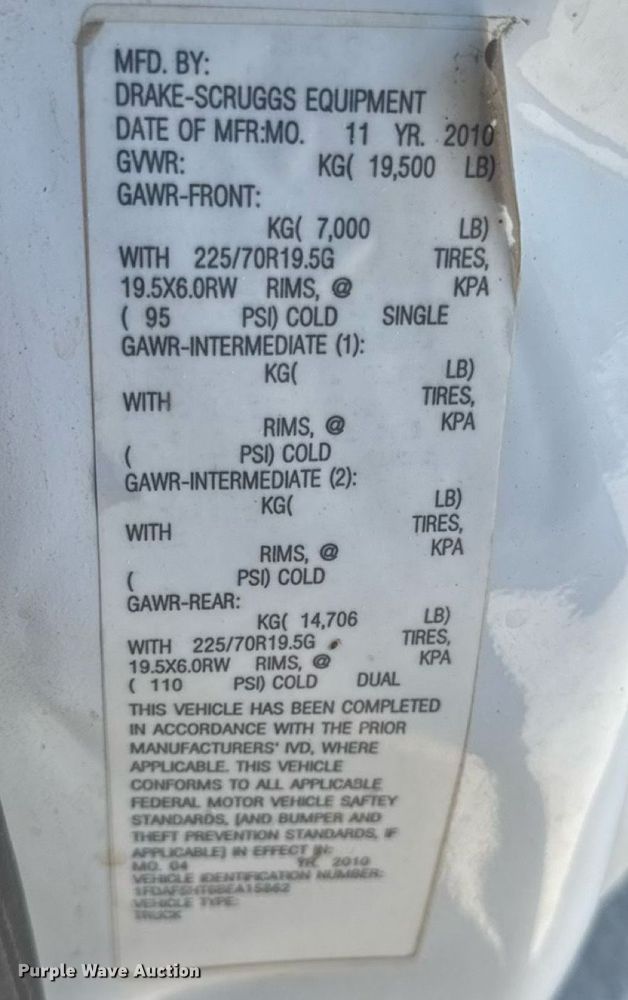 MFD. BY:
DRAKE-SCRUGGS EQUIPMENT
DATE OF MFR:MO. 11 YR. 2010
GVWR: KG( 19,500 LB)
GAWR-FRONT:
KG( 7,000 LB)
WITH 225/70R19.5G TIRES,
19.5X6.0RW RIMS, @ KPA
( 95 PSI) COLD SINGLE
GAWR-INTERMEDIATE (1):
KG( LB)
WITH TIRES,
RIMS, @ KPA
( PSI) COLD
GAWR-INTERMEDIATE (2):
KG( LB)
WITH TIRES,
RIMS, @ KPA
( PSI) COLD
GAWR-REAR:
KG( 14,706 LB)
WITH 225/70R19.5G TIRES,
19.5X6.0RW RIMS, @ KPA
( 110 PSI) COLD DUAL
THIS VEHICLE HAS BEEN COMPLETED
IN ACCORDANCE WITH THE PRIOR
MANUFACTURERS' IVD, WHERE
APPLICABLE. THIS VEHICLE
CONFORMS TO ALL APPLICABLE
FEDERAL MOTOR VEHICLE SAFTEY
STANDARDS, [AND BUMPER AND
THEFT PREVENTION STANDARDS, IF
APPLICABLE] IN EFFECT IN:
MO. 04 YR. 2010
VEHICLE IDENTIFICATION NUMBER:
VEHICLE TYPE:
TRUCK
Purple Wave Auction